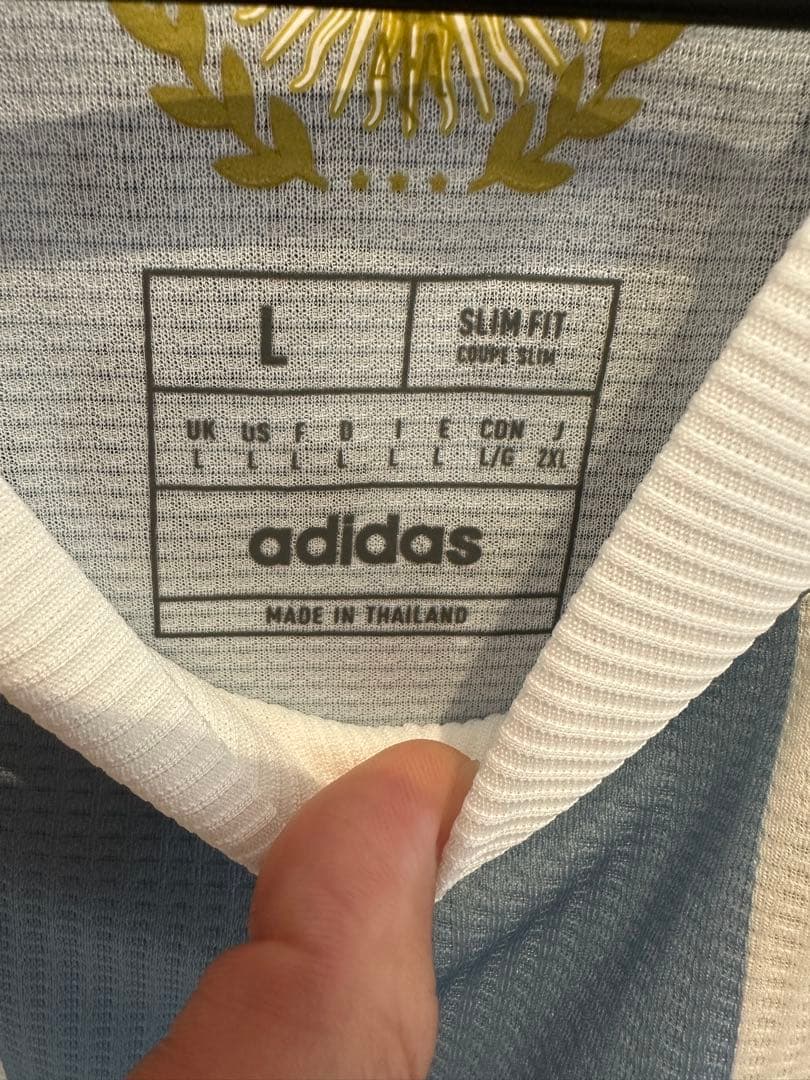 L
SLIM FIT
COUPE SLIM
UK US F D I E CDN J
L L L L L L L/G 2XL
adidas
MADE IN THAILAND